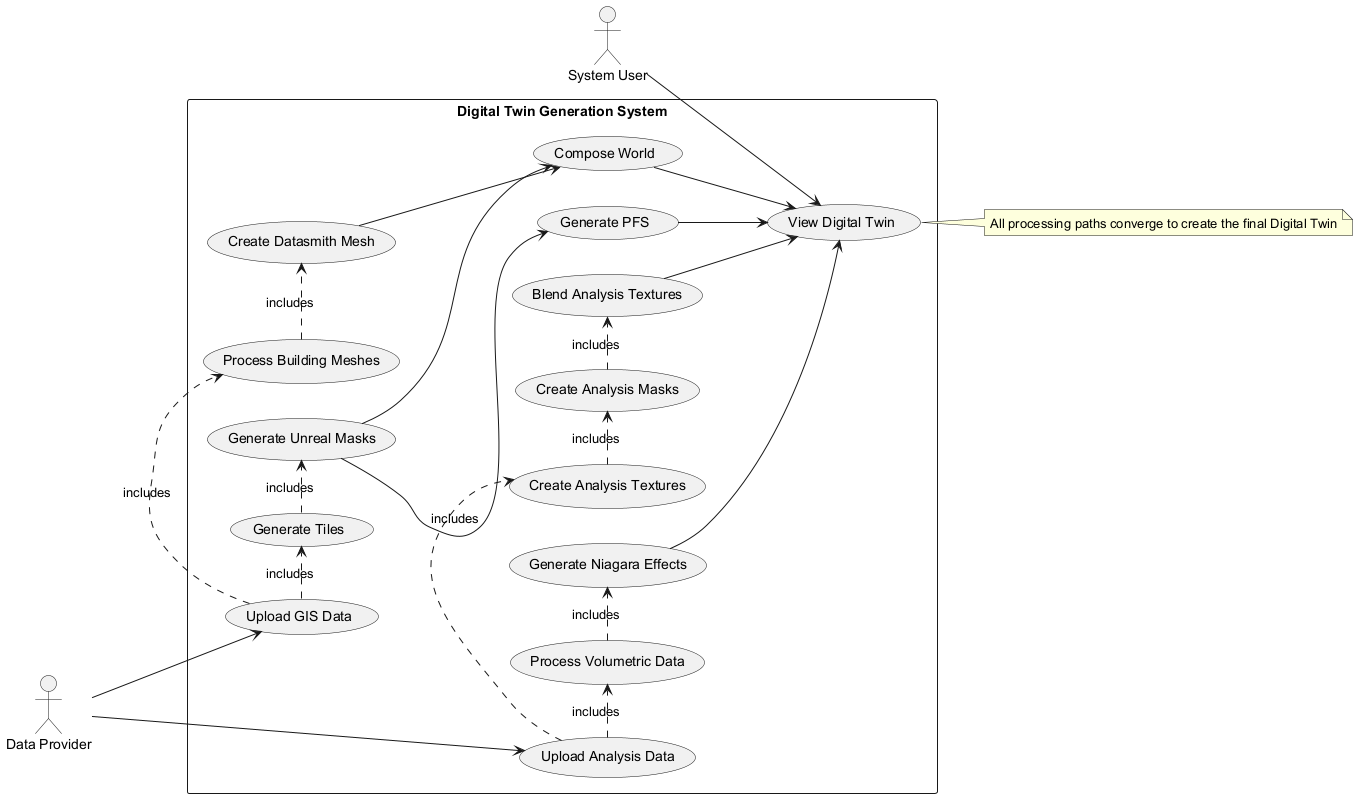 System User
Digital Twin Generation System
Compose World
Generate PFS
View Digital Twin
All processing paths converge to create the final Digital Twin
Create Datasmith Mesh
Blend Analysis Textures
includes
includes
Process Building Meshes
Create Analysis Masks
Generate Unreal Masks
includes
includes
Create Analysis Textures
includes
includes
Generate Tiles
Generate Niagara Effects
includes
includes
Upload GIS Data
Process Volumetric Data
includes
Data Provider
Upload Analysis Data